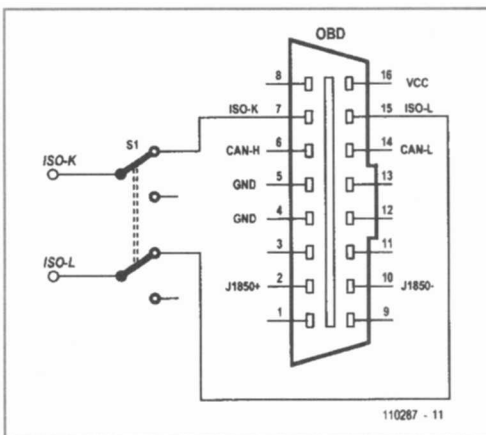 OBD
8
16 VCC
ISO-K 7
15 ISO-L
S1
CAN-H 6
14 CAN-L
ISO-K
GND 5
13
GND 4
12
ISO-L
3
11
J1850+ 2
10 J1850-
1
9
110287 - 11